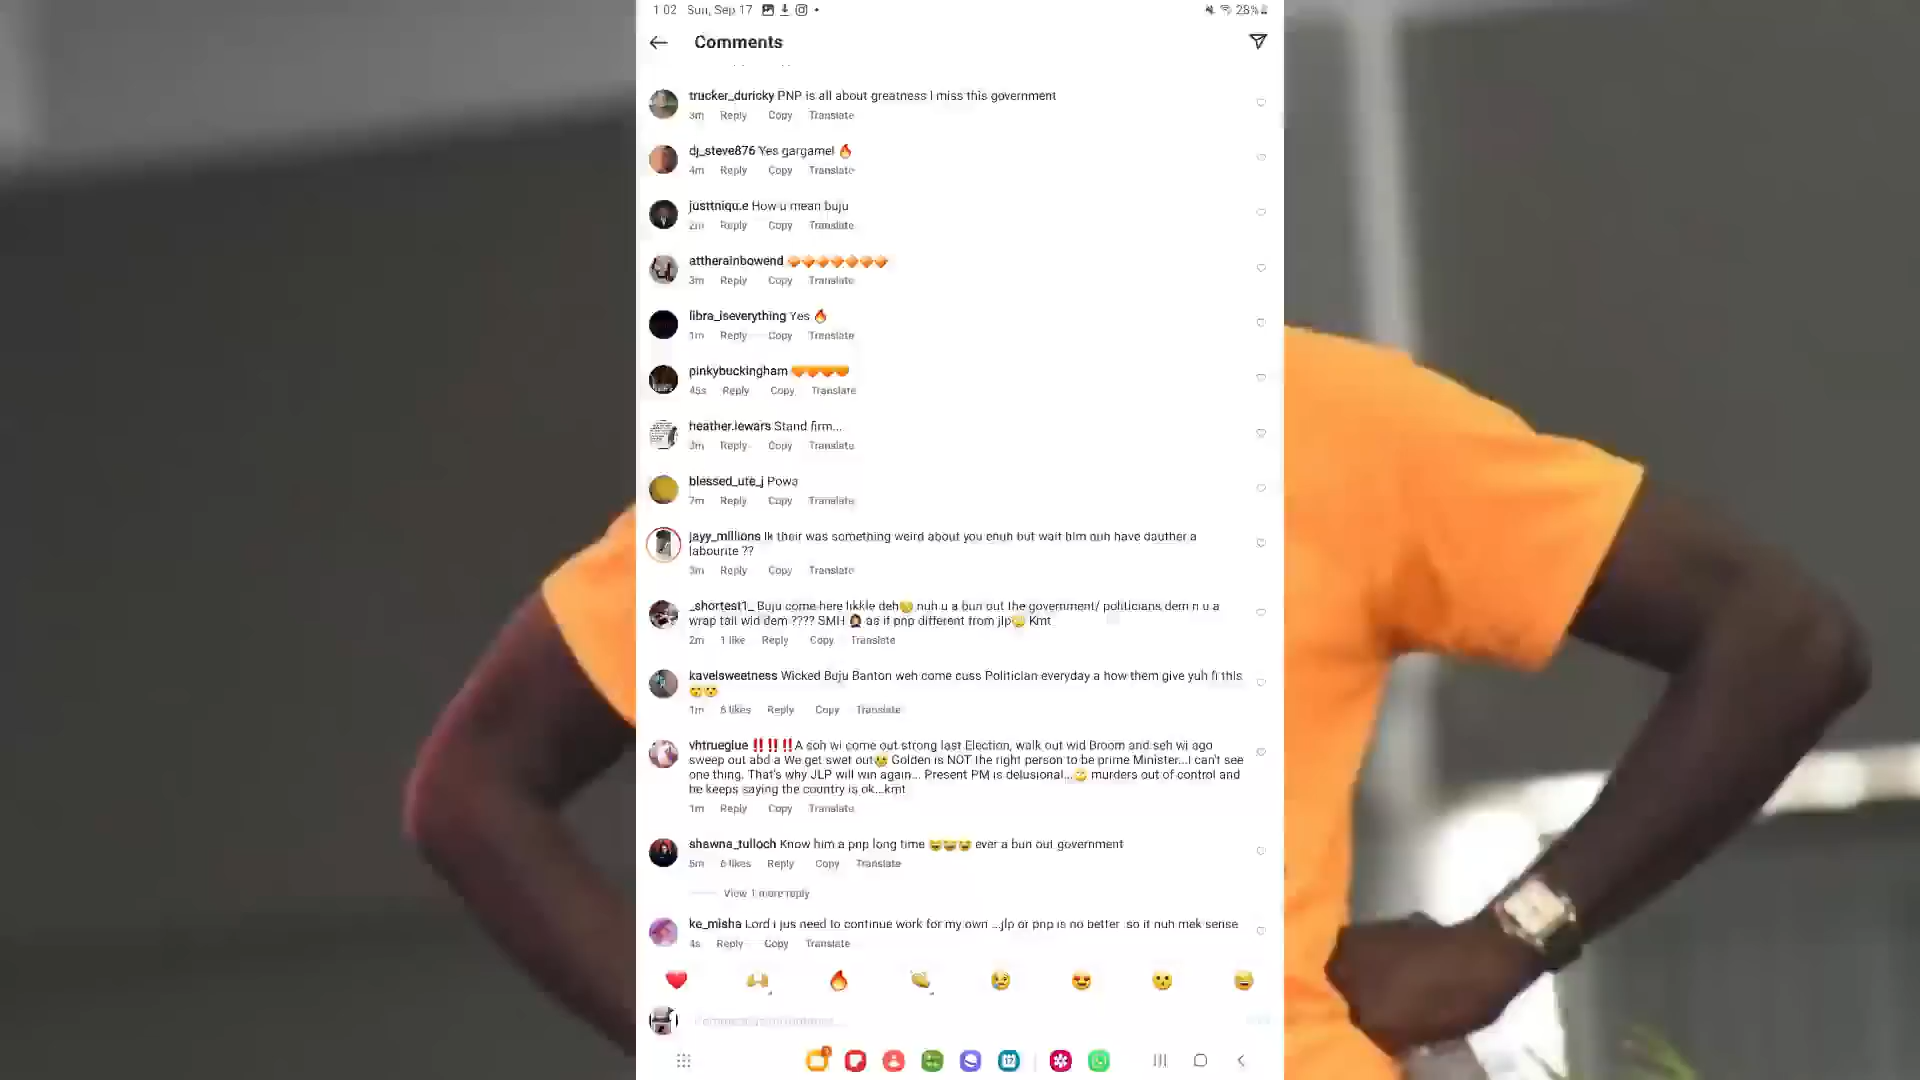 1 02 Sun, Sep 17
28%
Comments
trucker_duricky PNP is all about greatness I miss this government
3m Reply Copy Translate
dj_steve876 Yes gargamel 🔥
4m Reply Copy Translate
justtnique How u mean buju
2m Reply Copy Translate
attherainbowend 🧡🧡🧡🧡🧡🧡🧡
3m Reply Copy Translate
libra_iseverything Yes 🔥
1m Reply Copy Translate
pinkybuckingham 🧡🧡🧡🧡
45s Reply Copy Translate
heather.lewars Stand firm...
3m Reply Copy Translate
blessed_ute_j Powa
7m Reply Copy Translate
jayy_millions Ik their was something weird about you enuh but wait him nuh have dauther a
labourite ??
3m Reply Copy Translate
_shortest1_ Buju come here likkle deh nuh u a bun out the government/ politicians dem n u a
wrap tail wid dem ???? SMH as if pnp different from jlp Kmt
2m 1 like Reply Copy Translate
kavelsweetness Wicked Buju Banton weh come cuss Politician everyday a how them give yuh fi this
1m 6 likes Reply Copy Translate
vhtrueglue ‼️‼️‼️A soh wi come out strong last Election, walk out wid Broom and seh wi ago
sweep out abd a We get swet out Golden is NOT the right person to be prime Minister...I can't see
one thing. That's why JLP will win again... Present PM is delusional... murders out of control and
he keeps saying the country is ok...kmt
1m Reply Copy Translate
shawna_tulloch Know him a pnp long time ever a bun out government
5m 6 likes Reply Copy Translate
View 1 more reply
ke_misha Lord i jus need to continue work for my own ...jlp or pnp is no better so it nuh mek sense
4s Reply Copy Translate